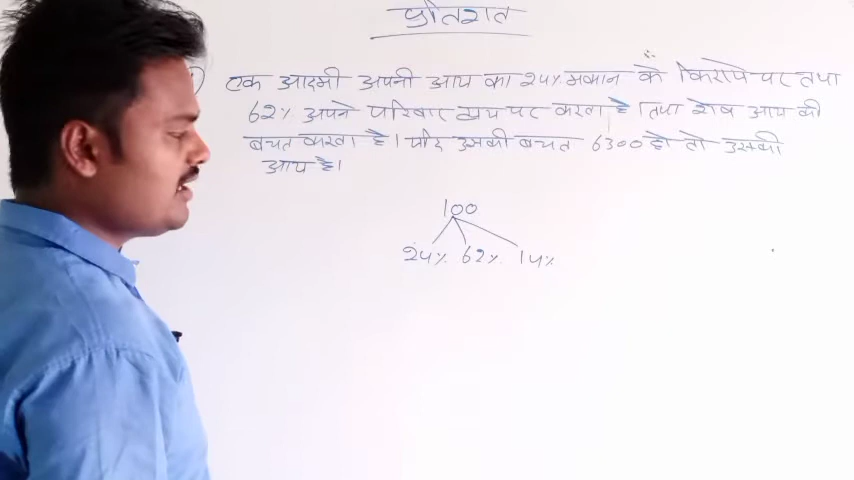 प्रतिशत
एक आदमी अपनी आय का 24% मकान के किराये पर तथा
62% अपने परिवार व्यय पर करता है। तथा शेष आय की
बचत करता है। यदि उसकी बचत 6300 हो तो उसकी
आय है।
100
24% 62% 14%